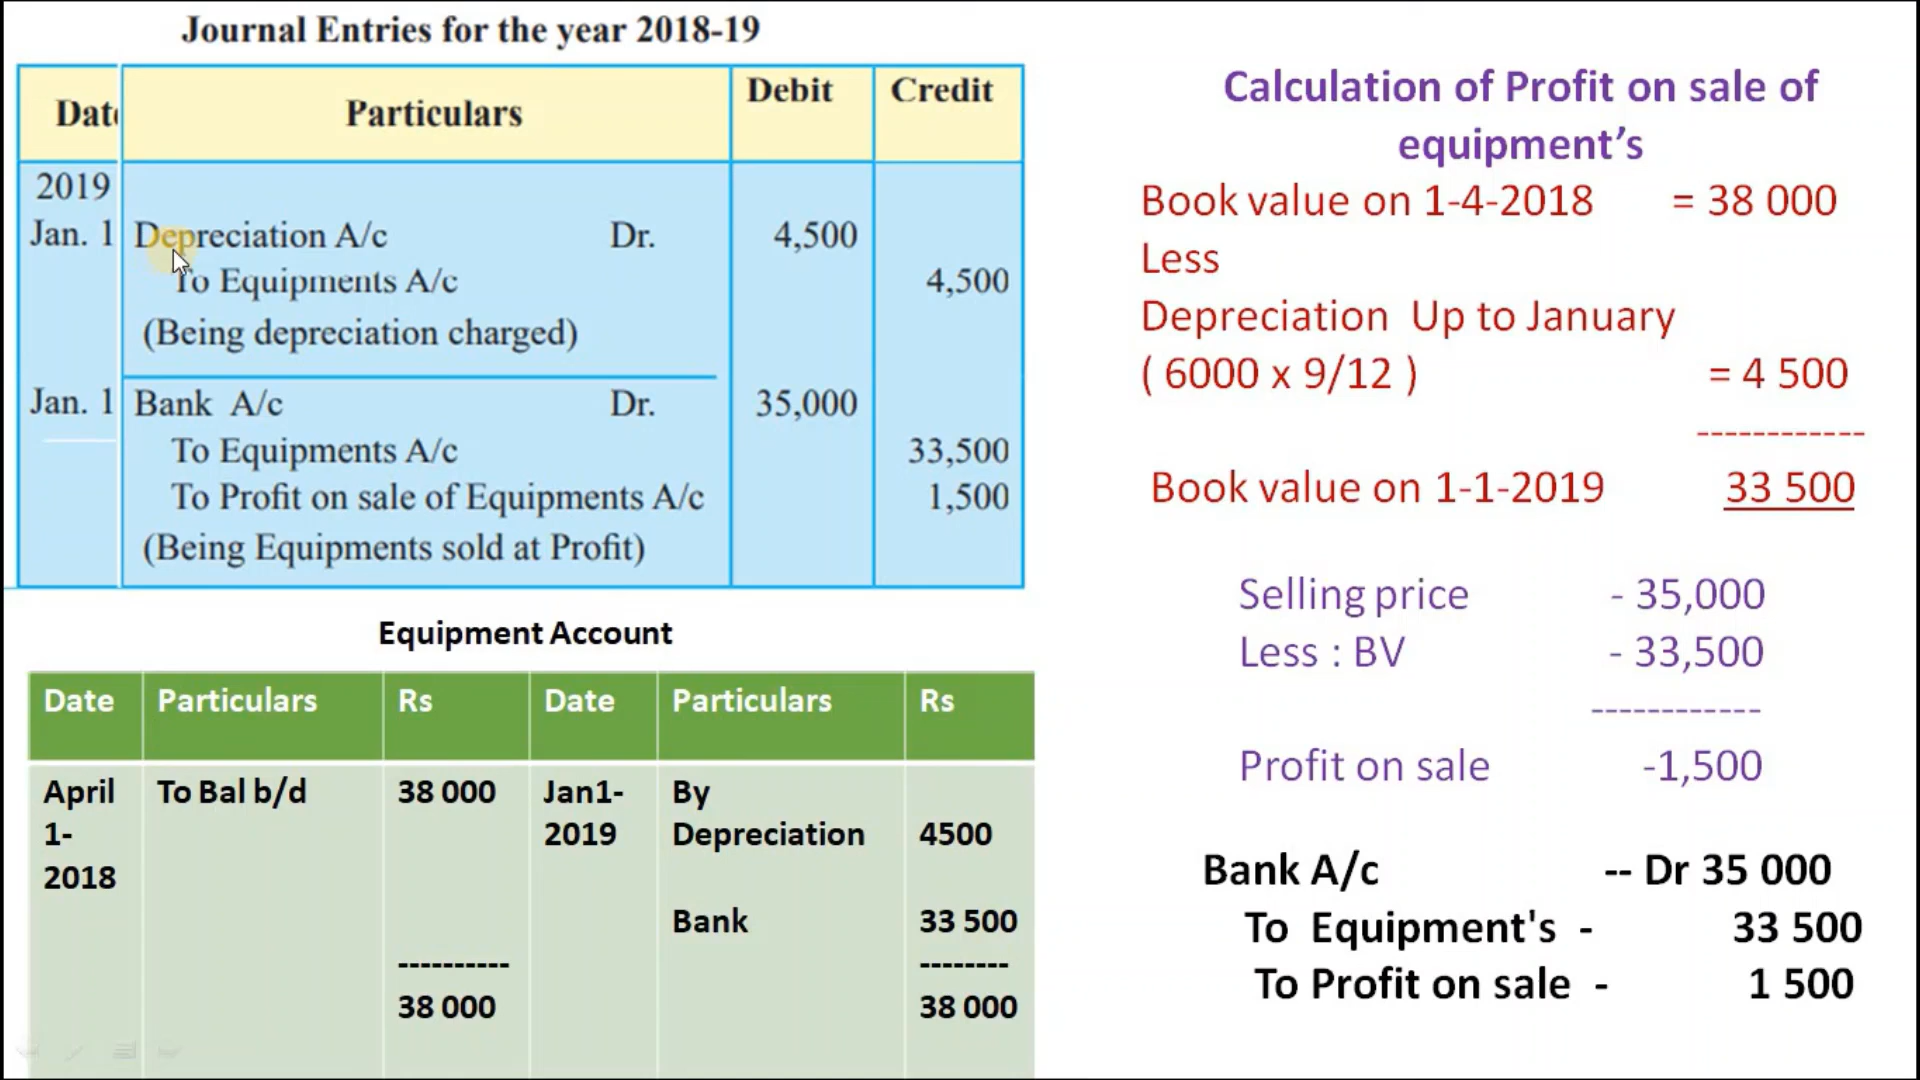 Journal Entries for the year 2018-19
Date Particulars Debit Credit
2019
Jan. 1 Depreciation A/c Dr. 4,500
To Equipments A/c 4,500
(Being depreciation charged)
Jan. 1 Bank A/c Dr. 35,000
To Equipments A/c 33,500
To Profit on sale of Equipments A/c 1,500
(Being Equipments sold at Profit)
Equipment Account
Date Particulars Rs Date Particulars Rs
April To Bal b/d 38 000 Jan1- By
1- 2019 Depreciation 4500
2018
Bank 33 500
---------- --------
38 000 38 000
Calculation of Profit on sale of
equipment’s
Book value on 1-4-2018 = 38 000
Less
Depreciation Up to January
( 6000 x 9/12 ) = 4 500
------------
Book value on 1-1-2019 33 500
Selling price - 35,000
Less : BV - 33,500
------------
Profit on sale -1,500
Bank A/c -- Dr 35 000
To Equipment's - 33 500
To Profit on sale - 1 500